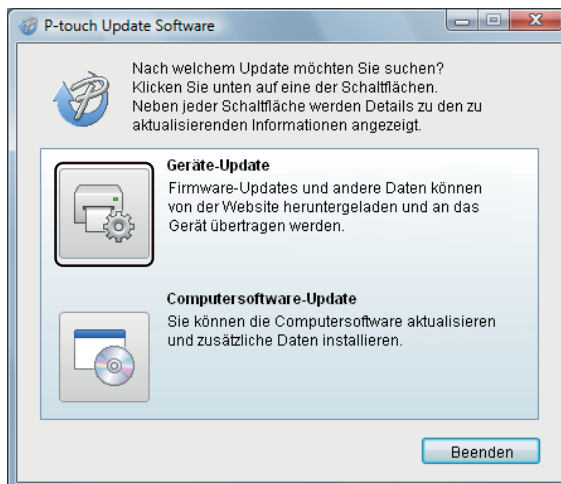 P-touch Update Software
Nach welchem Update möchten Sie suchen?
Klicken Sie unten auf eine der Schaltflächen.
Neben jeder Schaltfläche werden Details zu den zu
aktualisierenden Informationen angezeigt.
Geräte-Update
Firmware-Updates und andere Daten können
von der Website heruntergeladen und an das
Gerät übertragen werden.
Computersoftware-Update
Sie können die Computersoftware aktualisieren
und zusätzliche Daten installieren.
Beenden